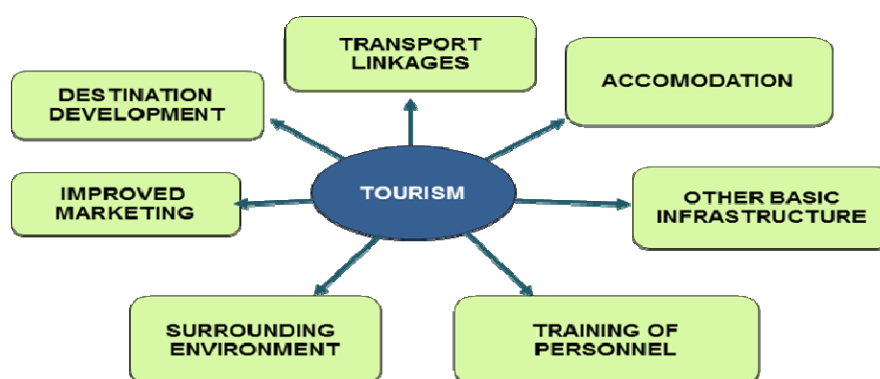 TRANSPORT
LINKAGES
ACCOMODATION
DESTINATION
DEVELOPMENT
TOURISM
IMPROVED
MARKETING
OTHER BASIC
INFRASTRUCTURE
SURROUNDING
ENVIRONMENT
TRAINING OF
PERSONNEL